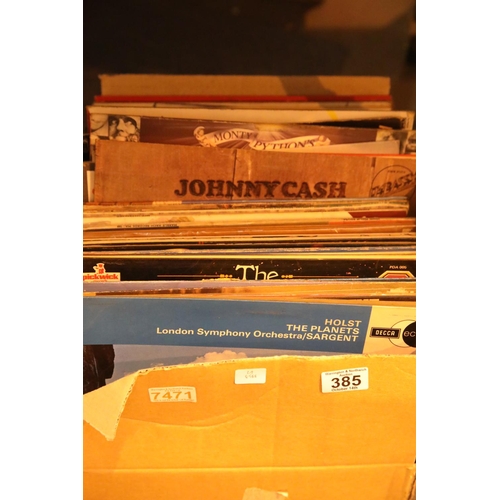 MONTY PYTHON'S
JOHNNY CASH
pickwick
The
HOLST
THE PLANETS
London Symphony Orchestra/SARGENT
DECCA
7471
385